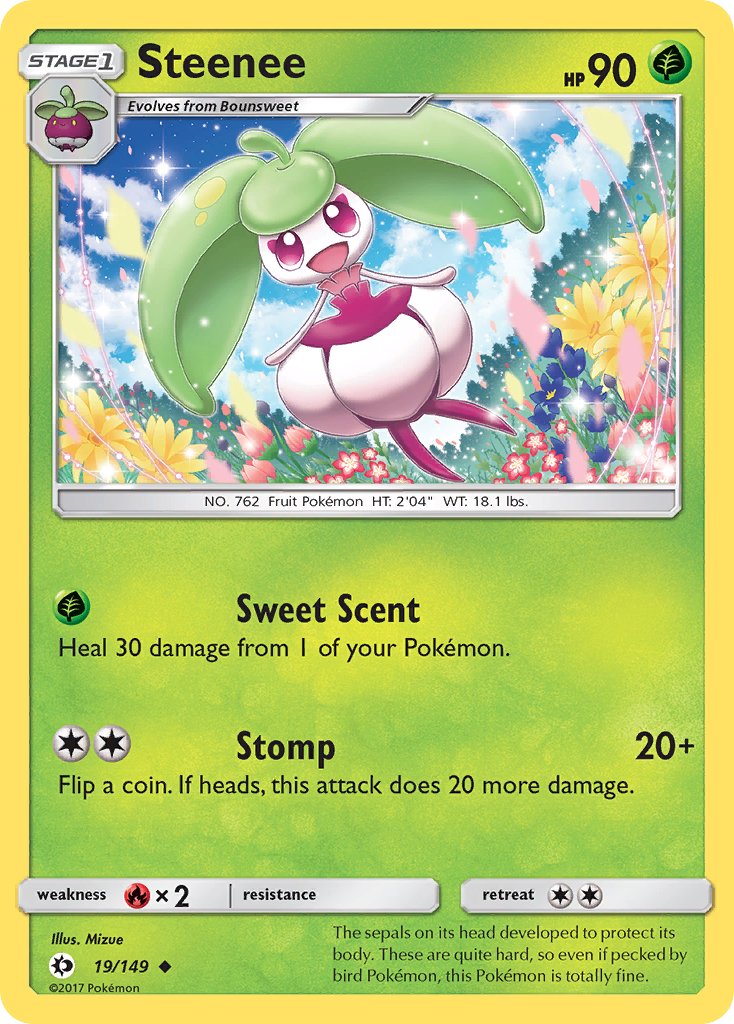 STAGE1
Steenee
HP90
Evolves from Bounsweet
NO. 762 Fruit Pokémon HT: 2'04" WT: 18.1 lbs.
Sweet Scent
Heal 30 damage from 1 of your Pokémon.
Stomp 20+
Flip a coin. If heads, this attack does 20 more damage.
weakness ×2 resistance retreat
Illus. Mizue
19/149
©2017 Pokémon
The sepals on its head developed to protect its
body. These are quite hard, so even if pecked by
bird Pokémon, this Pokémon is totally fine.